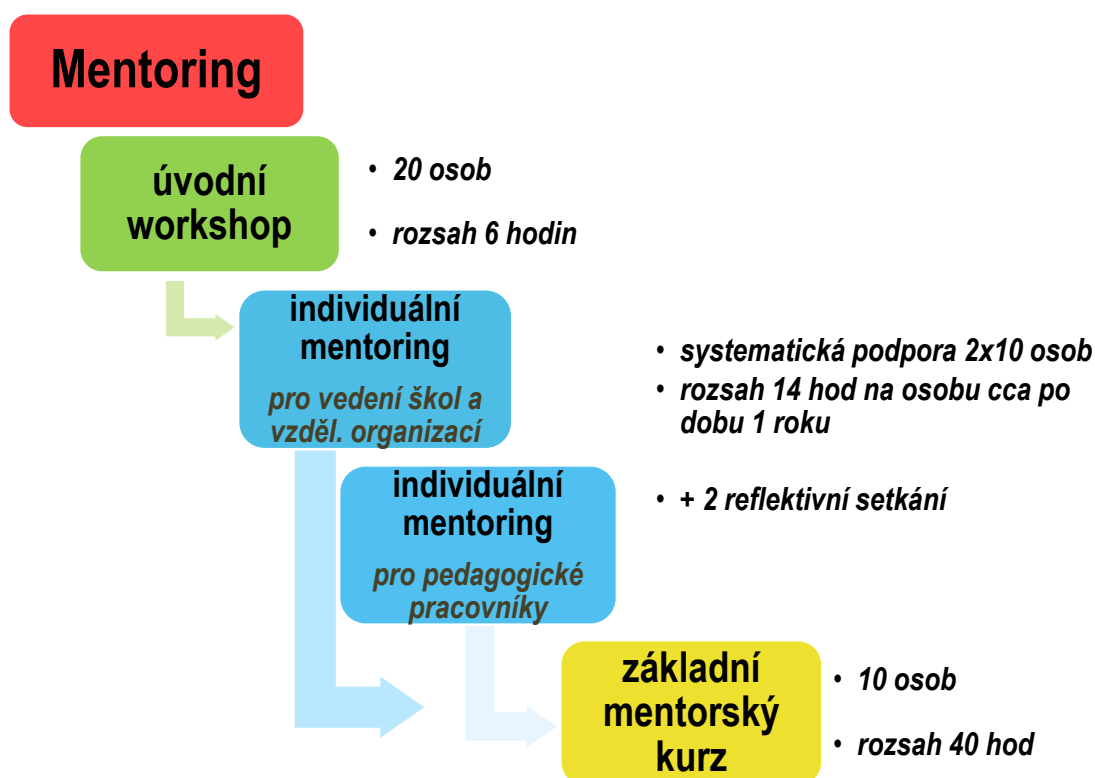 Mentoring
úvodní
workshop
• 20 osob
• rozsah 6 hodin
individuální
mentoring
pro vedení škol a
vzděl. organizací
• systematická podpora 2x10 osob
• rozsah 14 hod na osobu cca po
dobu 1 roku
individuální
mentoring
pro pedagogické
pracovníky
• + 2 reflektivní setkání
základní
mentorský
kurz
• 10 osob
• rozsah 40 hod